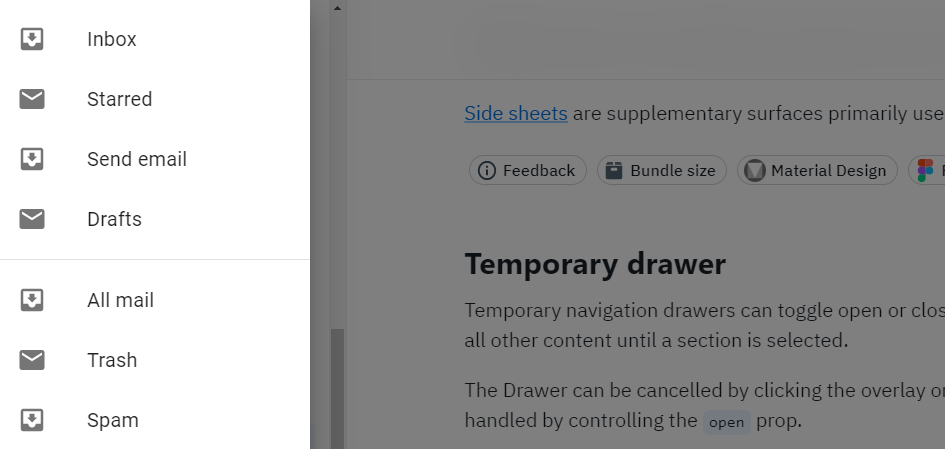 Inbox
Starred
Send email
Drafts
All mail
Trash
Spam
Side sheets are supplementary surfaces primarily use
Feedback
Bundle size
Material Design
Temporary drawer
Temporary navigation drawers can toggle open or clos
all other content until a section is selected.
The Drawer can be cancelled by clicking the overlay or
handled by controlling the open prop.